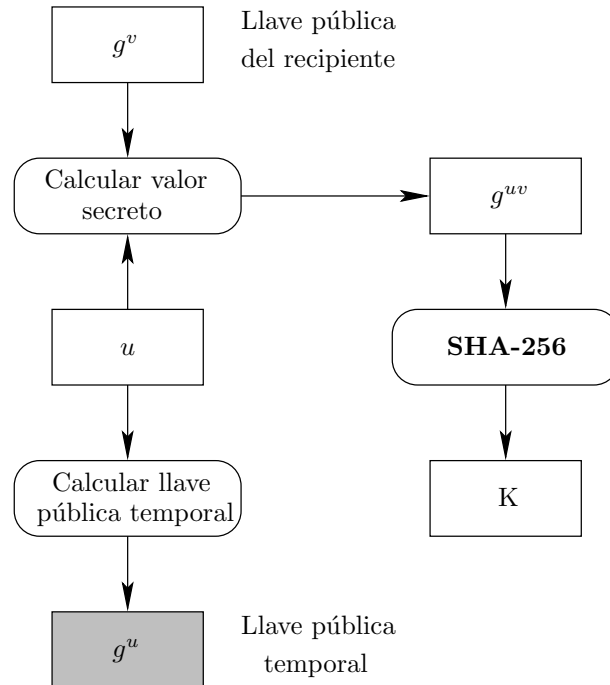 g^v
Llave pública
del recipiente
Calcular valor
secreto
g^{uv}
u
SHA-256
Calcular llave
pública temporal
K
g^u
Llave pública
temporal